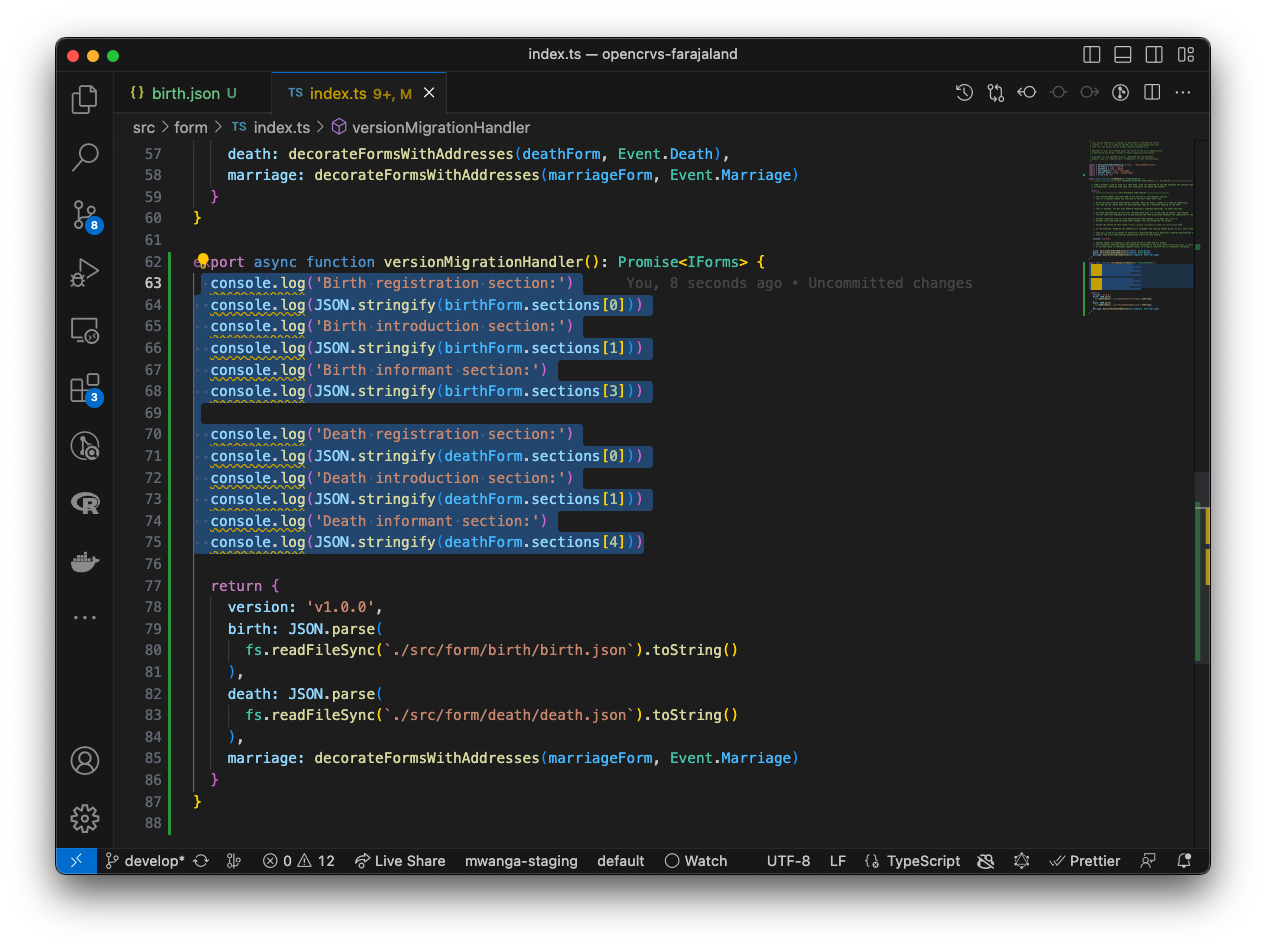 index.ts — opencrvs-farajaland
{} birth.json U
TS index.ts 9+, M
src > form > TS index.ts > versionMigrationHandler
57 death: decorateFormsWithAddresses(deathForm, Event.Death),
58 marriage: decorateFormsWithAddresses(marriageForm, Event.Marriage)
59 }
60 }
61
62 export async function versionMigrationHandler(): Promise<IForms> {
63 console.log('Birth registration section:') You, 8 seconds ago • Uncommitted changes
64 console.log(JSON.stringify(birthForm.sections[0]))
65 console.log('Birth introduction section:')
66 console.log(JSON.stringify(birthForm.sections[1]))
67 console.log('Birth informant section:')
68 console.log(JSON.stringify(birthForm.sections[3]))
69
70 console.log('Death registration section:')
71 console.log(JSON.stringify(deathForm.sections[0]))
72 console.log('Death introduction section:')
73 console.log(JSON.stringify(deathForm.sections[1]))
74 console.log('Death informant section:')
75 console.log(JSON.stringify(deathForm.sections[4]))
76
77 return {
78 version: 'v1.0.0',
79 birth: JSON.parse(
80 fs.readFileSync(`./src/form/birth/birth.json`).toString()
81 ),
82 death: JSON.parse(
83 fs.readFileSync(`./src/form/death/death.json`).toString()
84 ),
85 marriage: decorateFormsWithAddresses(marriageForm, Event.Marriage)
86 }
87 }
88
8
3
R
develop* 0 12 Live Share mwanga-staging default Watch UTF-8 LF {} TypeScript Prettier